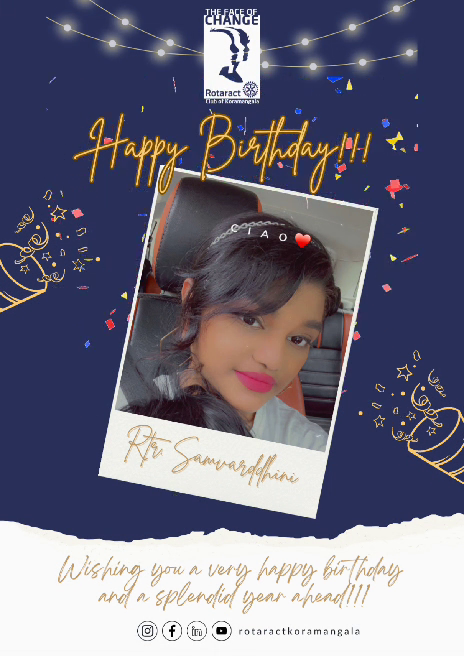 THE FACE OF
CHANGE
Rotaract
Club of Koramangala
Happy Birthday!!!
CIAO
Rtr. Samvarddhini
Wishing you a very happy birthday
and a splendid year ahead!!!
rotaractkoramangala